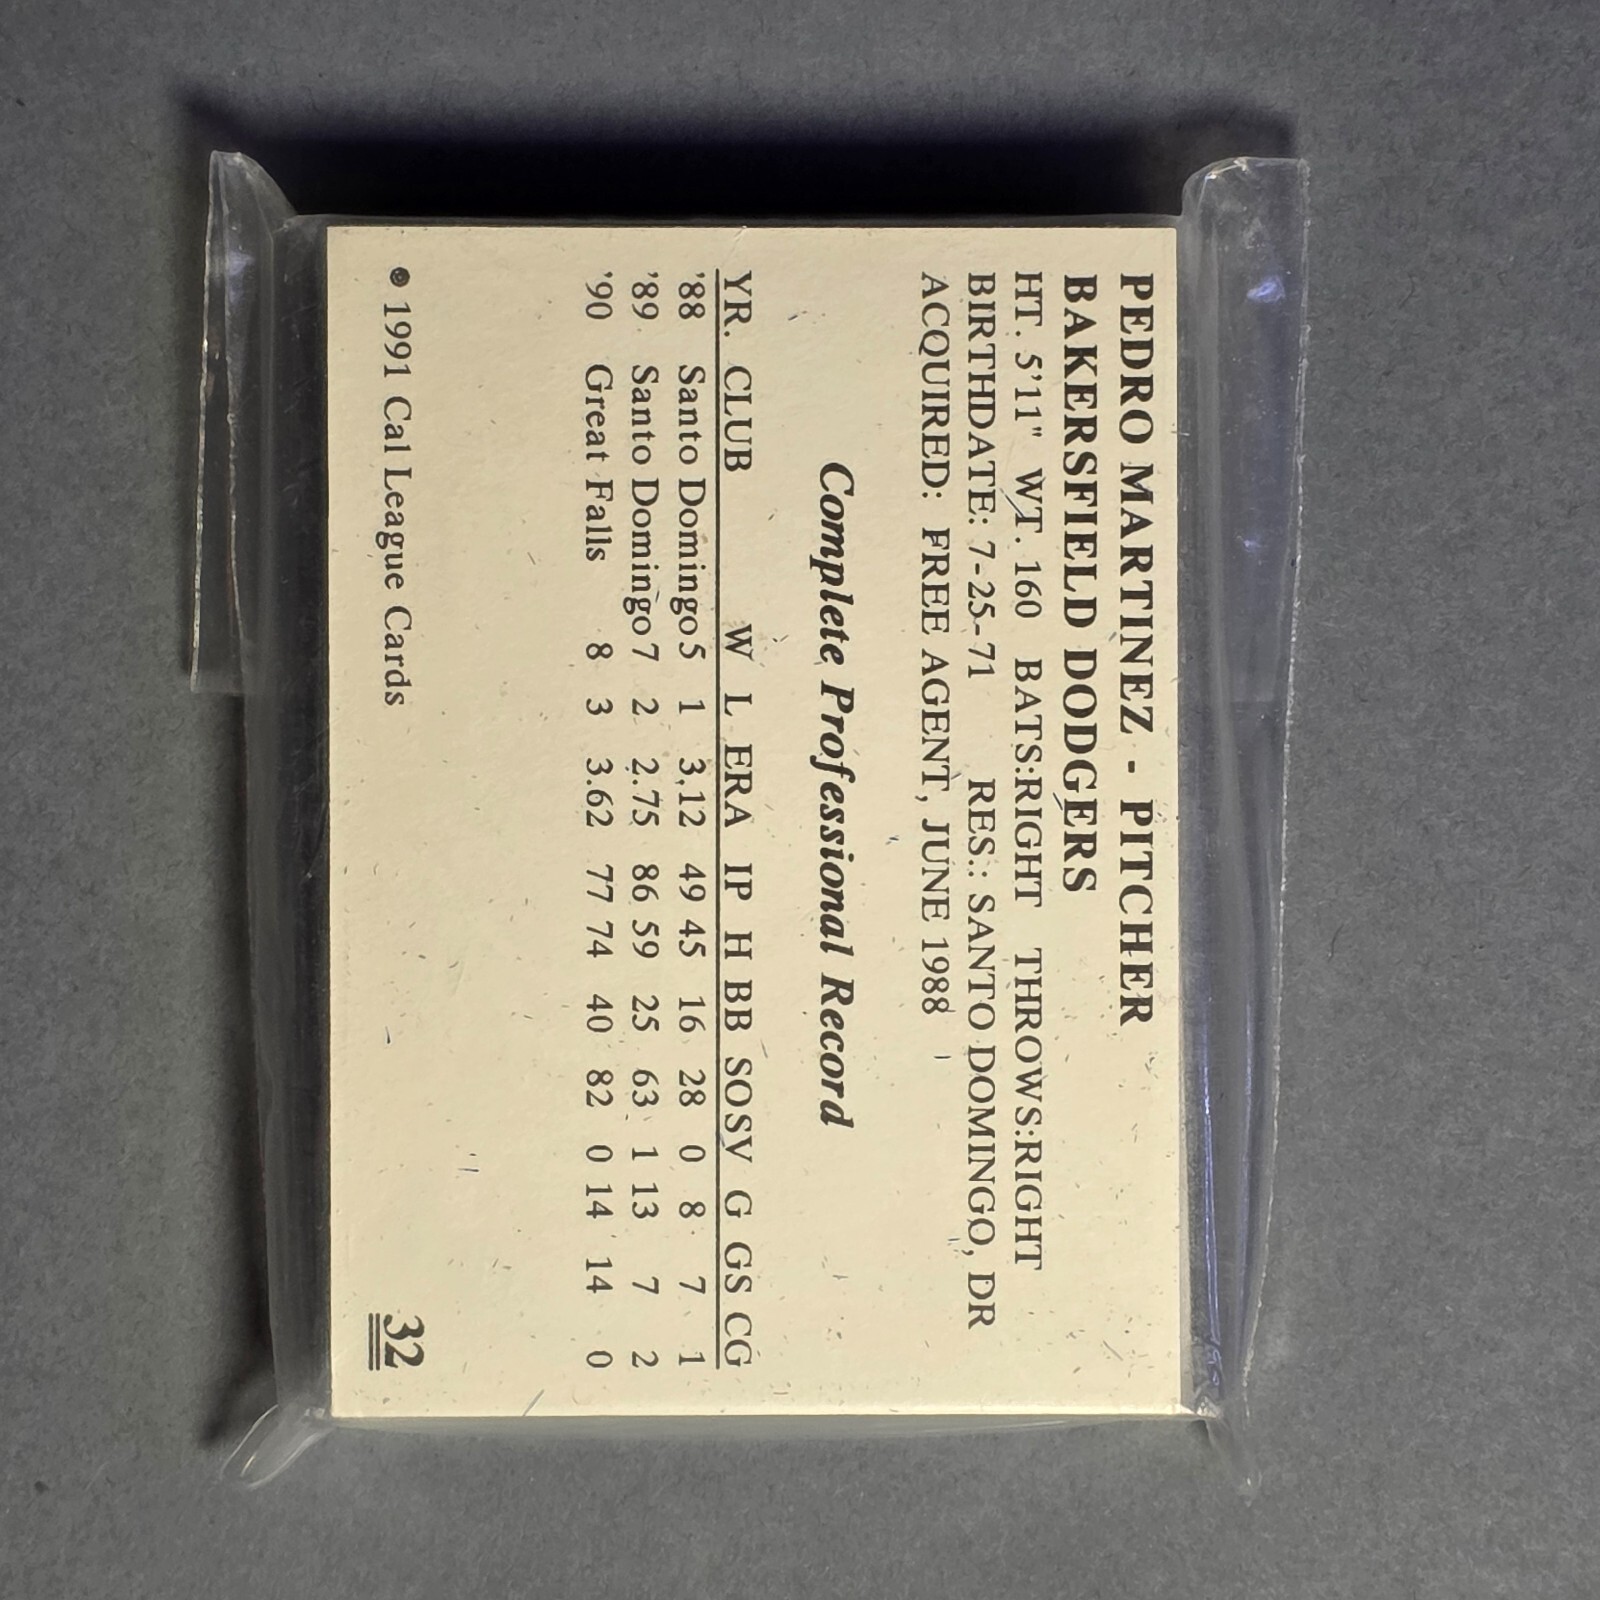 PEDRO MARTINEZ - PITCHER
BAKERSFIELD DODGERS
HT. 5'11" WT. 160 BATS:RIGHT THROWS:RIGHT
BIRTHDATE: 7-25-71 RES.: SANTO DOMINGO, DR
ACQUIRED: FREE AGENT, JUNE 1988
Complete Professional Record
YR. CLUB W L ERA IP H BB SO SV G GS CG
'88 Santo Domingo 5 1 3.12 49 45 16 28 0 8 7 1
'89 Santo Domingo 7 2 2.75 86 59 25 63 1 13 7 2
'90 Great Falls 8 3 3.62 77 74 40 82 0 14 14 0
© 1991 Cal League Cards
32